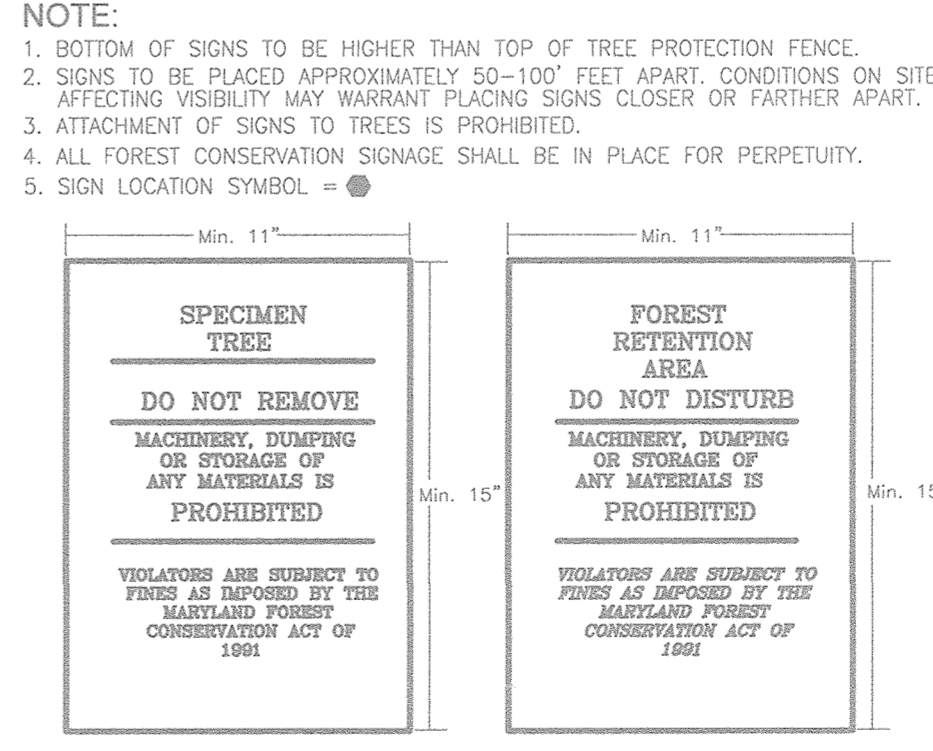 NOTE:
1. BOTTOM OF SIGNS TO BE HIGHER THAN TOP OF TREE PROTECTION FENCE.
2. SIGNS TO BE PLACED APPROXIMATELY 50-100' FEET APART. CONDITIONS ON SITE
AFFECTING VISIBILITY MAY WARRANT PLACING SIGNS CLOSER OR FARTHER APART.
3. ATTACHMENT OF SIGNS TO TREES IS PROHIBITED.
4. ALL FOREST CONSERVATION SIGNAGE SHALL BE IN PLACE FOR PERPETUITY.
5. SIGN LOCATION SYMBOL =
Min. 11"
SPECIMEN
TREE
DO NOT REMOVE
MACHINERY, DUMPING
OR STORAGE OF
ANY MATERIALS IS
PROHIBITED
VIOLATORS ARE SUBJECT TO
FINES AS IMPOSED BY THE
MARYLAND FOREST
CONSERVATION ACT OF
1991
Min. 15"
Min. 11"
FOREST
RETENTION
AREA
DO NOT DISTURB
MACHINERY, DUMPING
OR STORAGE OF
ANY MATERIALS IS
PROHIBITED
VIOLATORS ARE SUBJECT TO
FINES AS IMPOSED BY THE
MARYLAND FOREST
CONSERVATION ACT OF
1991
Min. 15